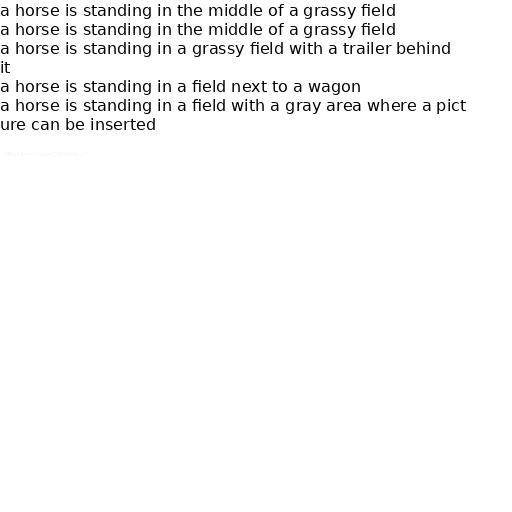 a horse is standing in the middle of a grassy field
a horse is standing in the middle of a grassy field
a horse is standing in a grassy field with a trailer behind
it
a horse is standing in a field next to a wagon
a horse is standing in a field with a gray area where a pict
ure can be inserted